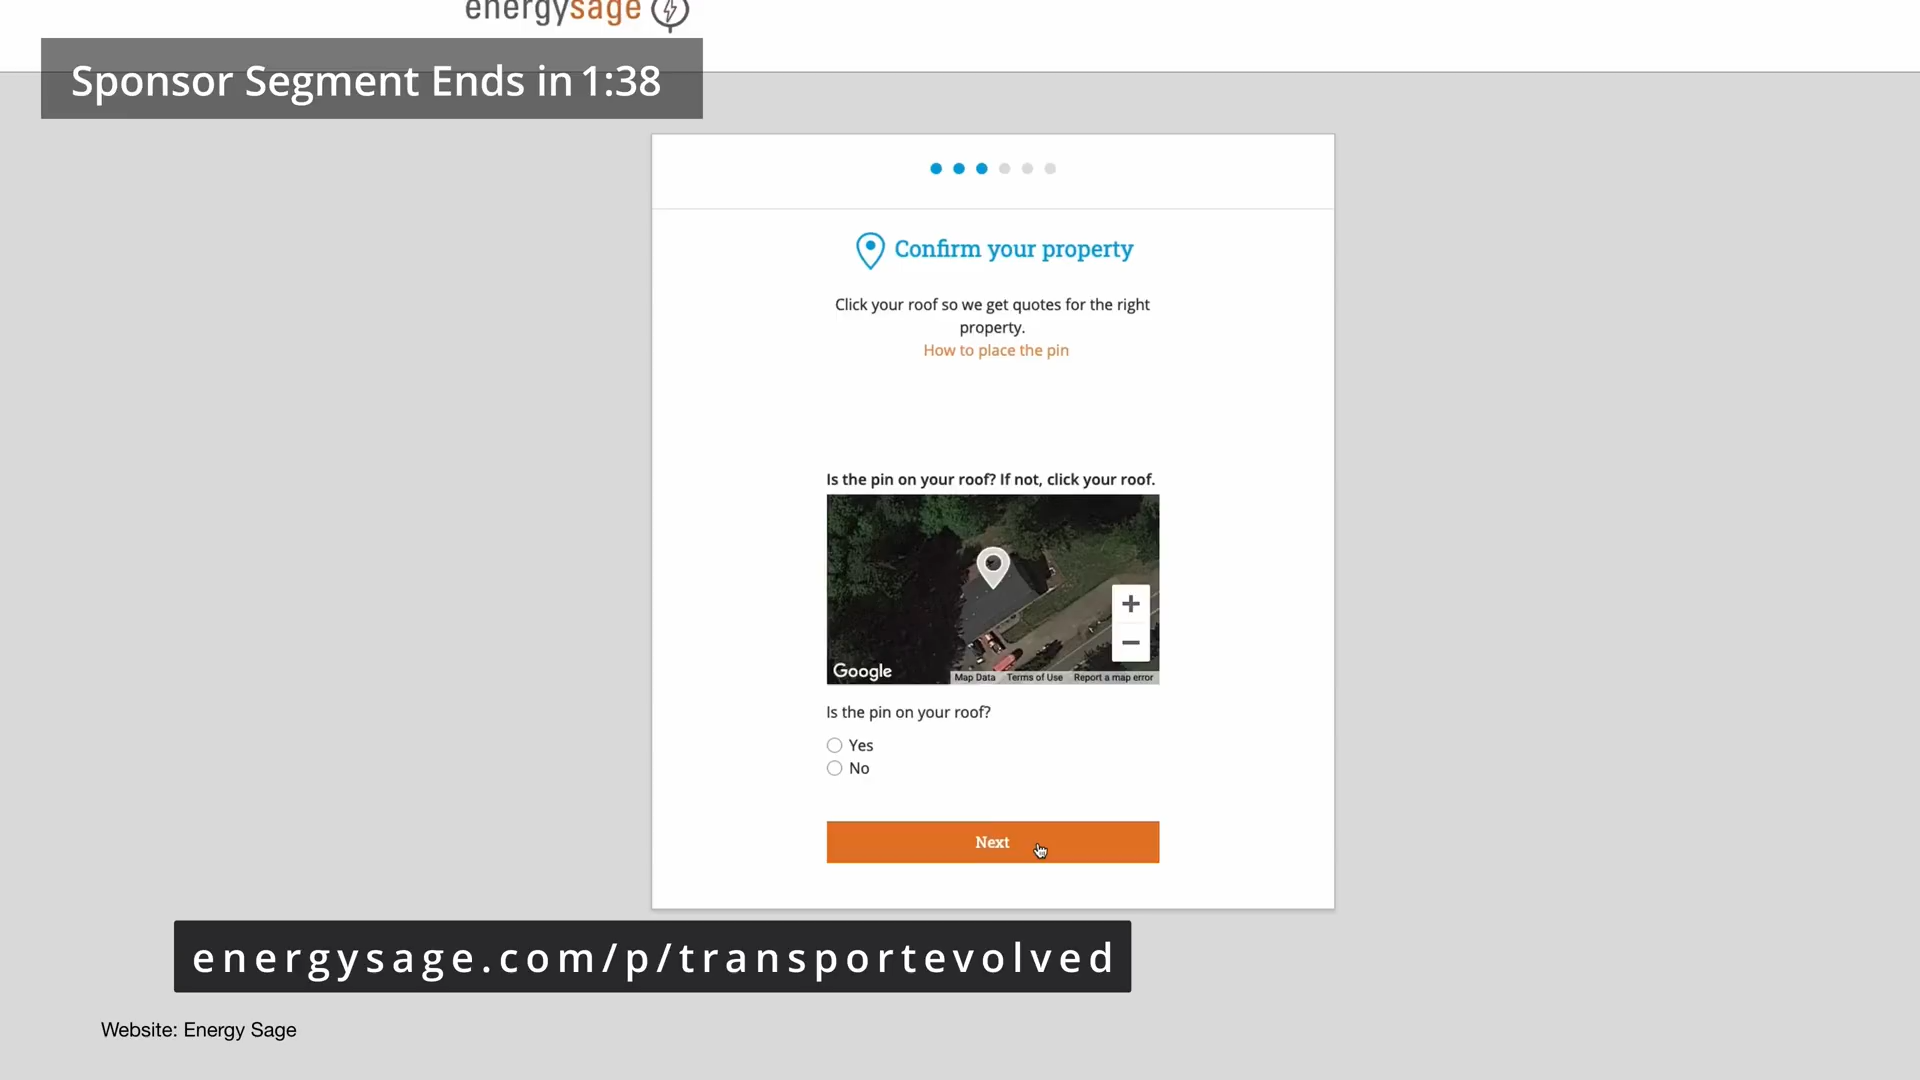 energysage
Sponsor Segment Ends in 1:38
Confirm your property
Click your roof so we get quotes for the right
property.
How to place the pin
Is the pin on your roof? If not, click your roof.
+
−
Google
Map Data Terms of Use Report a map error
Is the pin on your roof?
Yes
No
Next
energysage.com/p/transportevolved
Website: Energy Sage